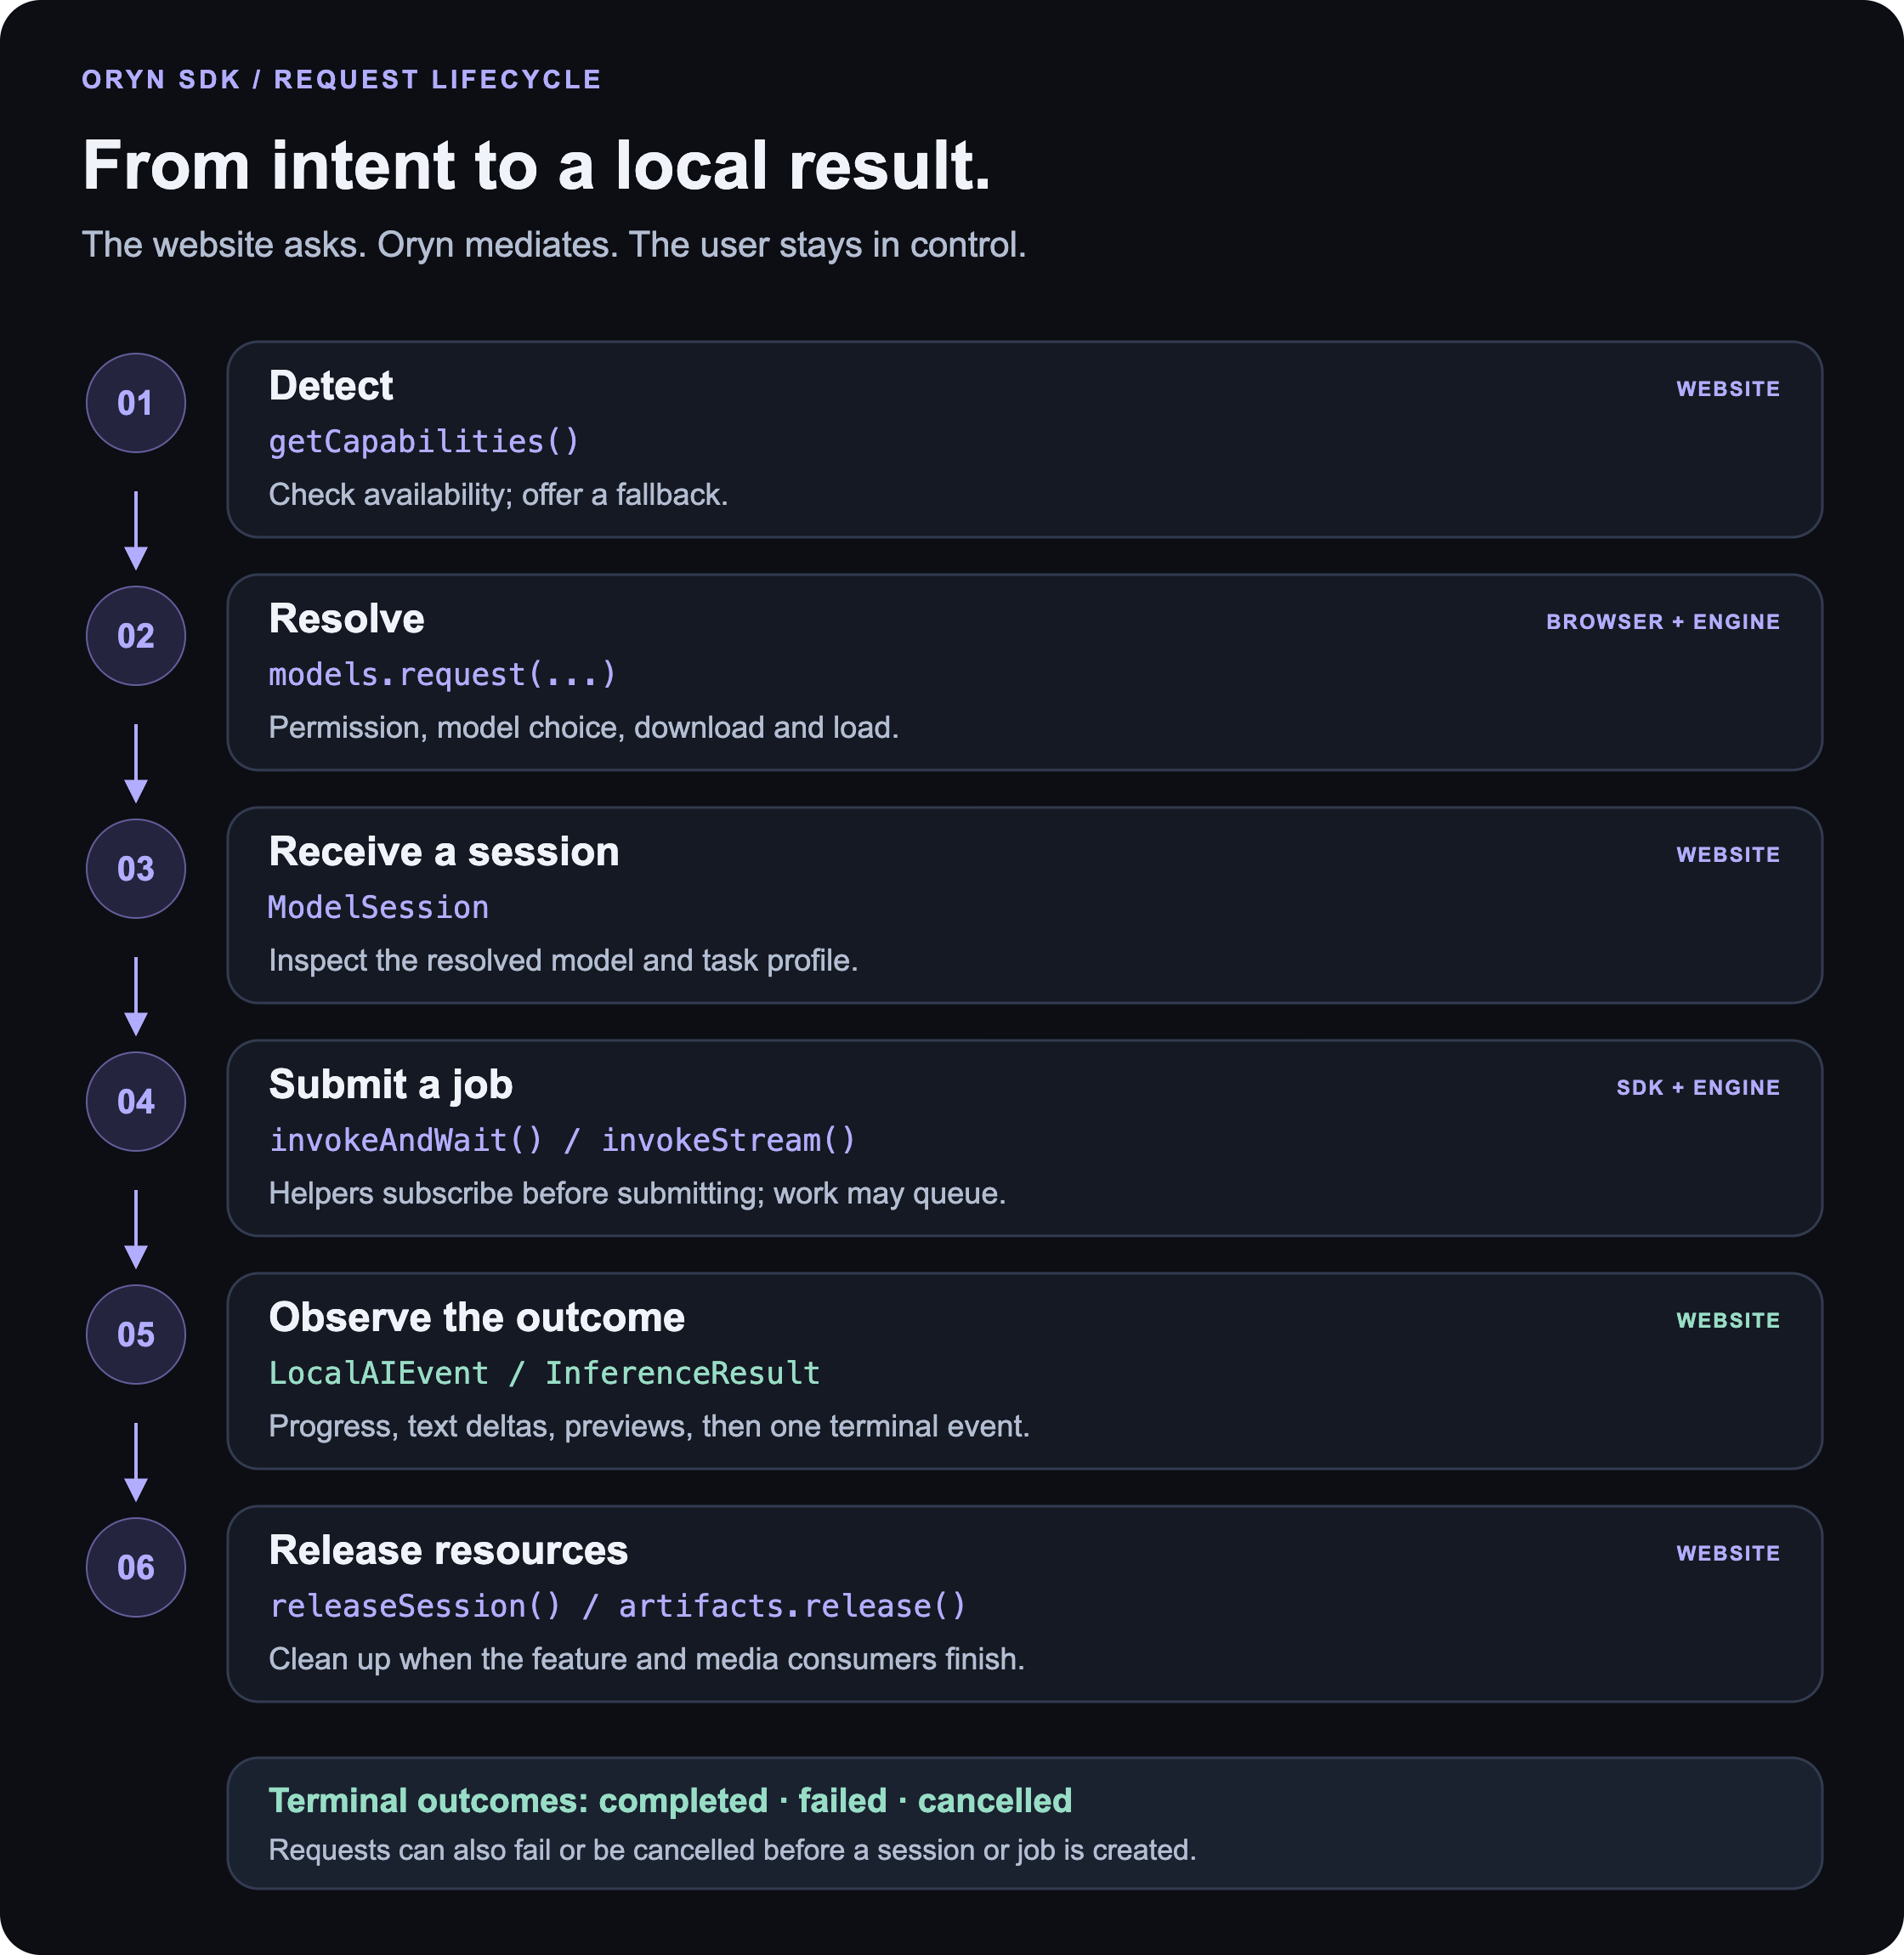 ORYN SDK / REQUEST LIFECYCLE
From intent to a local result.
The website asks. Oryn mediates. The user stays in control.
01
Detect
WEBSITE
getCapabilities()
Check availability; offer a fallback.
02
Resolve
BROWSER + ENGINE
models.request(...)
Permission, model choice, download and load.
03
Receive a session
WEBSITE
ModelSession
Inspect the resolved model and task profile.
04
Submit a job
SDK + ENGINE
invokeAndWait() / invokeStream()
Helpers subscribe before submitting; work may queue.
05
Observe the outcome
WEBSITE
LocalAIEvent / InferenceResult
Progress, text deltas, previews, then one terminal event.
06
Release resources
WEBSITE
releaseSession() / artifacts.release()
Clean up when the feature and media consumers finish.
Terminal outcomes: completed · failed · cancelled
Requests can also fail or be cancelled before a session or job is created.